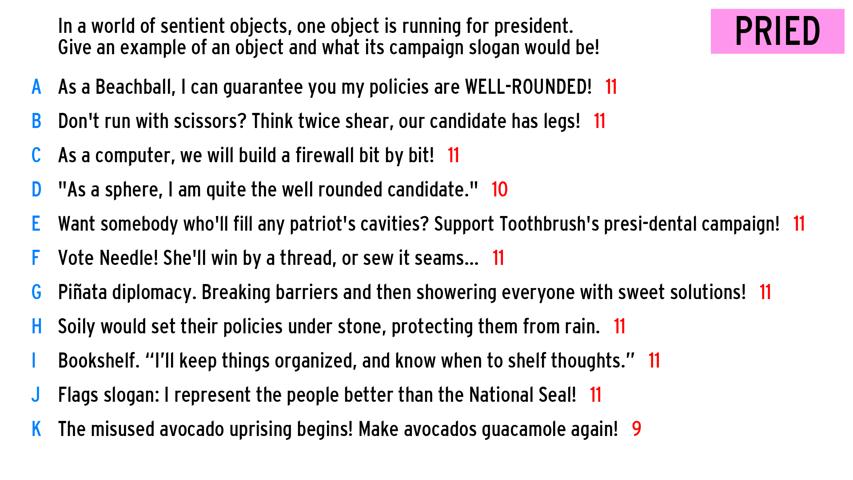 In a world of sentient objects, one object is running for president.
Give an example of an object and what its campaign slogan would be!
PRIED
A As a Beachball, I can guarantee you my policies are WELL-ROUNDED! 11
B Don't run with scissors? Think twice shear, our candidate has legs! 11
C As a computer, we will build a firewall bit by bit! 11
D "As a sphere, I am quite the well rounded candidate." 10
E Want somebody who'll fill any patriot's cavities? Support Toothbrush's presi-dental campaign! 11
F Vote Needle! She'll win by a thread, or sew it seams... 11
G Piñata diplomacy. Breaking barriers and then showering everyone with sweet solutions! 11
H Soily would set their policies under stone, protecting them from rain. 11
I Bookshelf. “I’ll keep things organized, and know when to shelf thoughts.” 11
J Flags slogan: I represent the people better than the National Seal! 11
K The misused avocado uprising begins! Make avocados guacamole again! 9